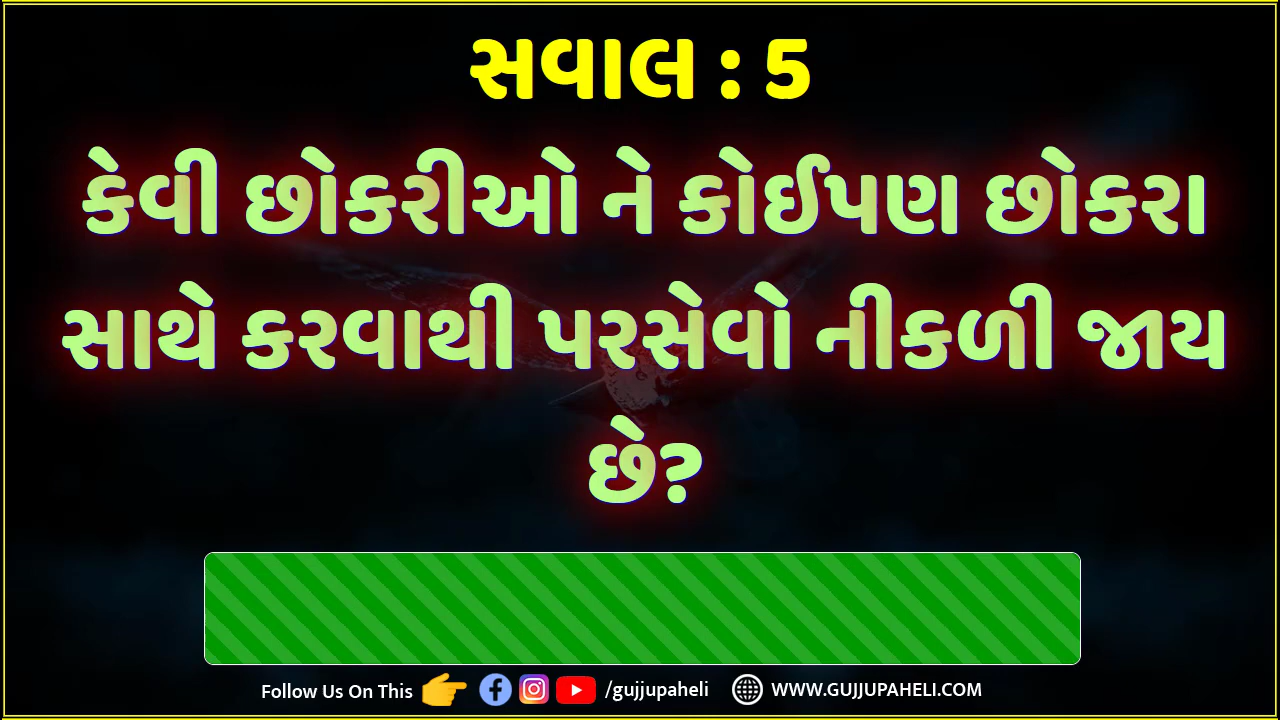 સવાલ : 5
કેવી છોકરીઓ ને કોઈપણ છોકરા
સાથે કરવાથી પરસેવો નીકળી જાય
છે?
Follow Us On This /gujjupaheli WWW.GUJJUPAHELI.COM